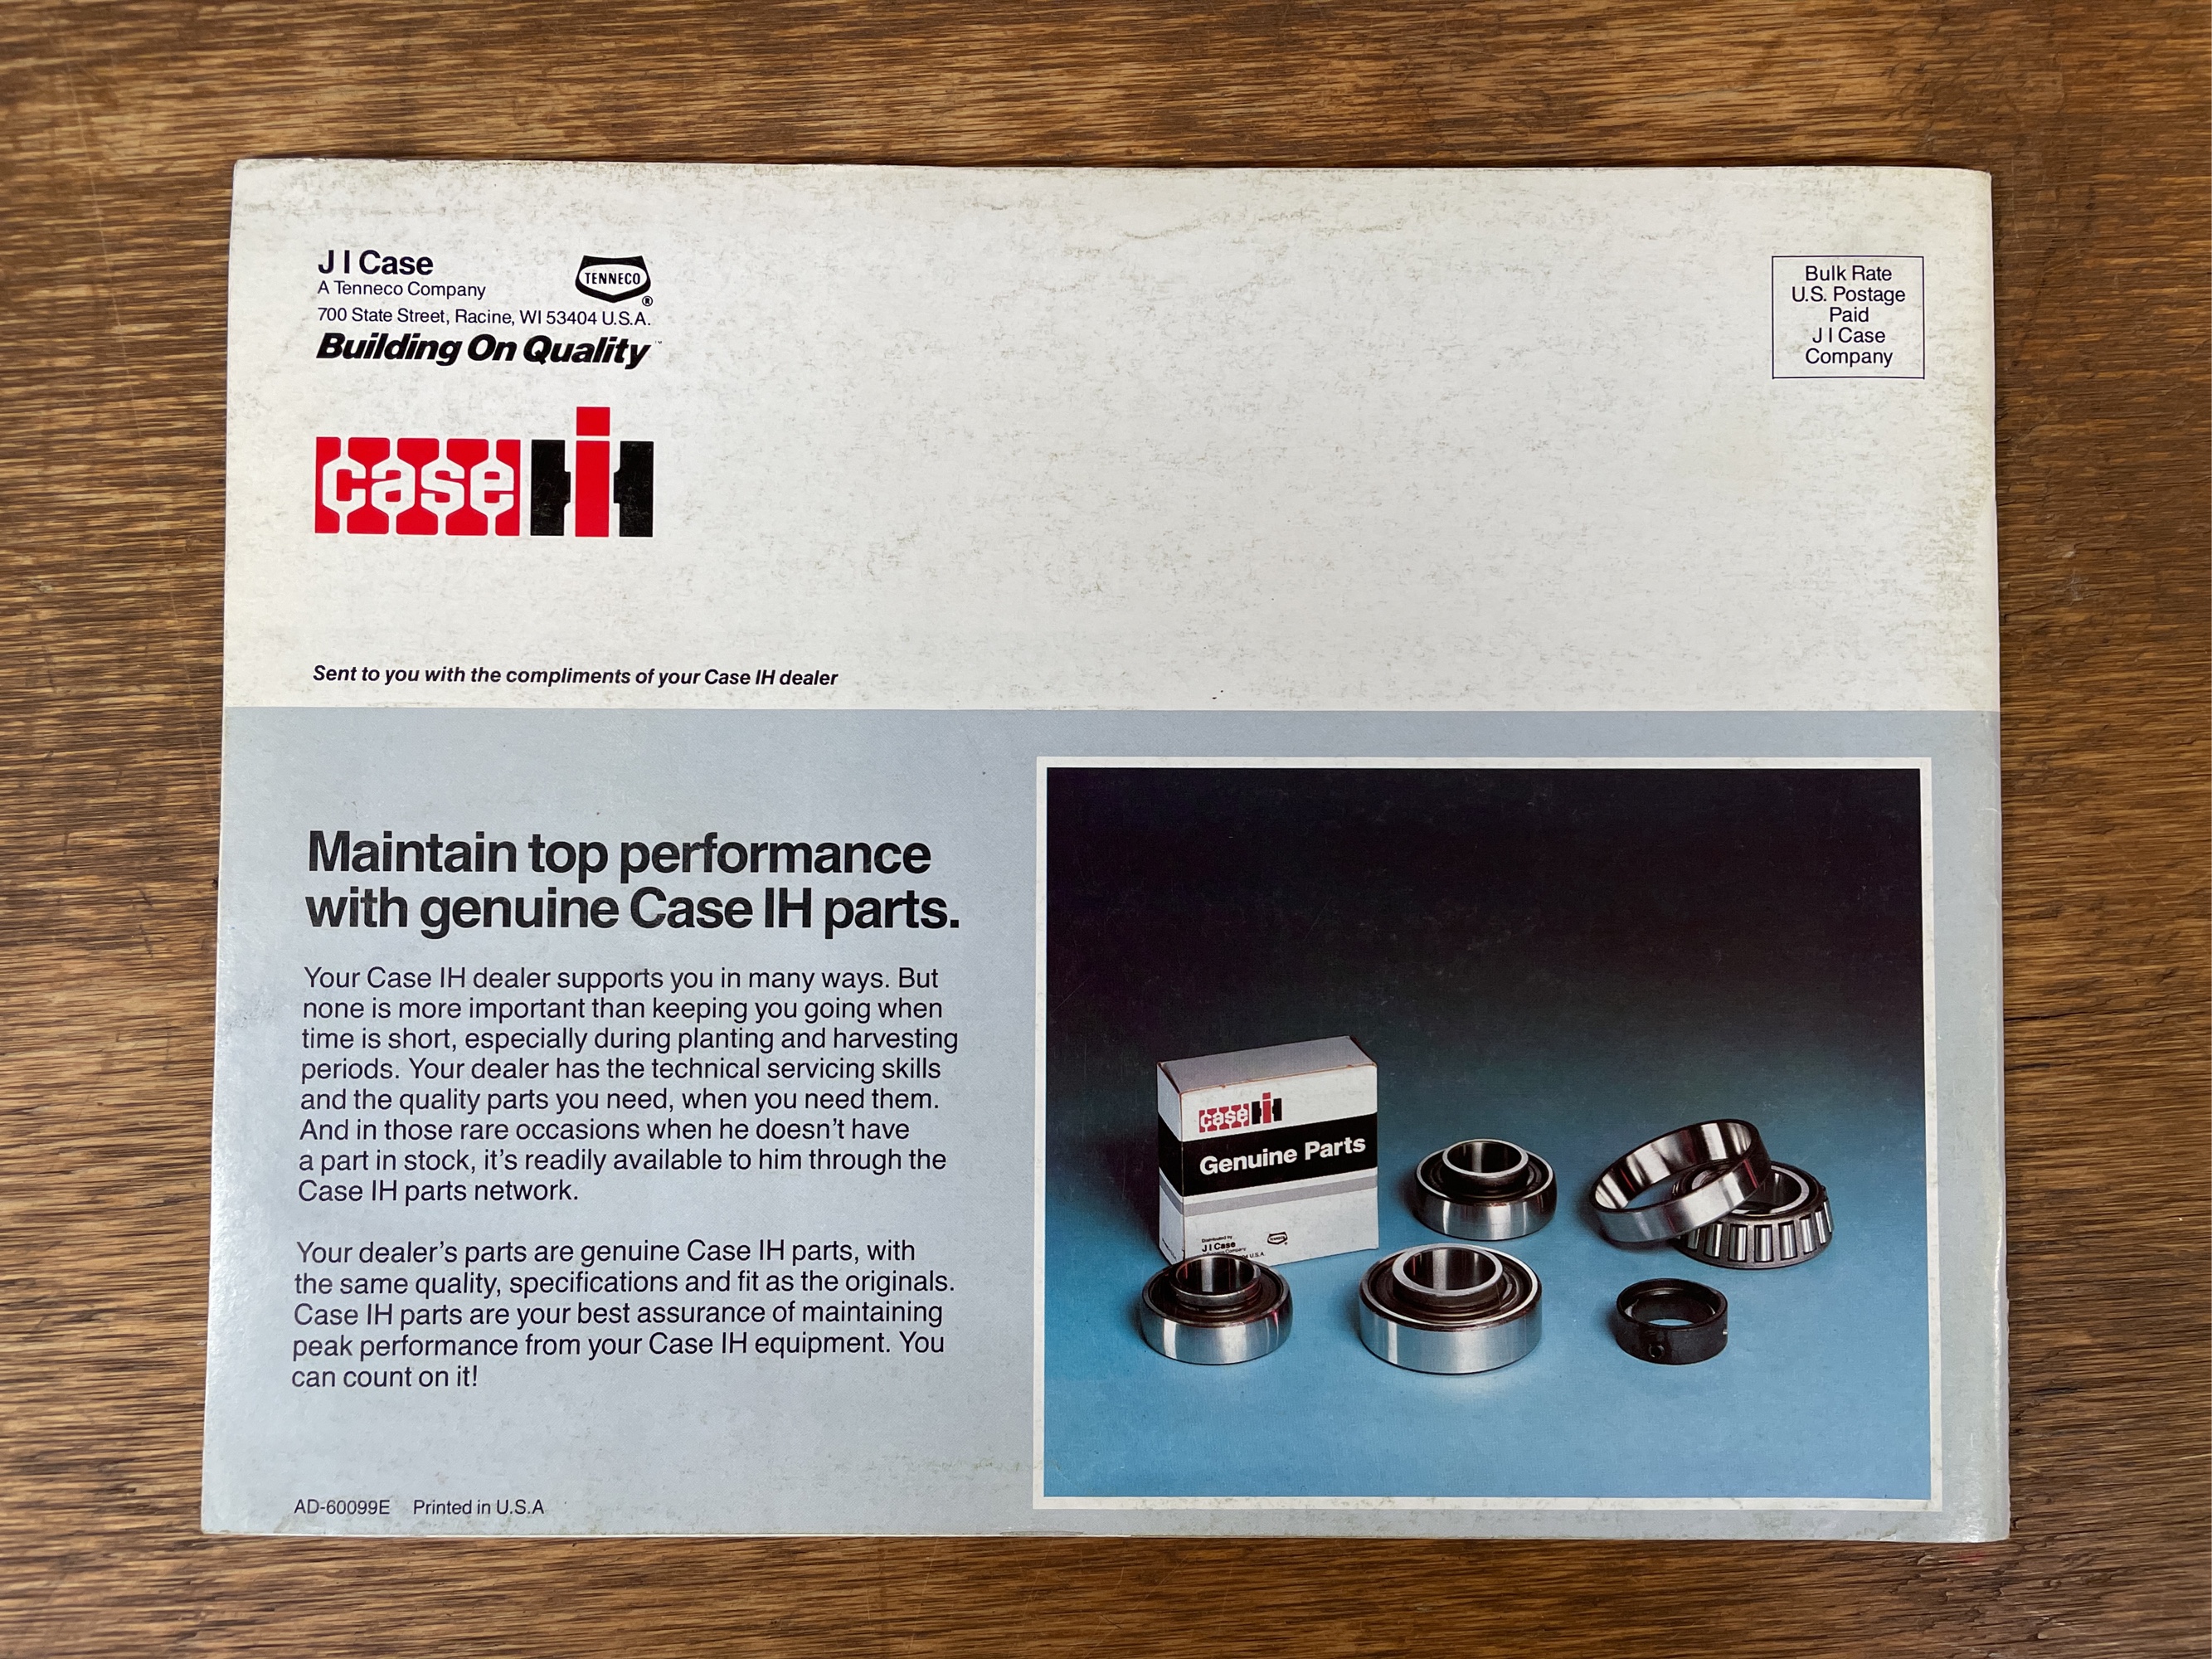 J I Case
A Tenneco Company
TENNECO
®
700 State Street, Racine, WI 53404 U.S.A.
Building On Quality™
case IH
Bulk Rate
U.S. Postage
Paid
J I Case
Company
Sent to you with the compliments of your Case IH dealer
Maintain top performance
with genuine Case IH parts.
Your Case IH dealer supports you in many ways. But
none is more important than keeping you going when
time is short, especially during planting and harvesting
periods. Your dealer has the technical servicing skills
and the quality parts you need, when you need them.
And in those rare occasions when he doesn't have
a part in stock, it's readily available to him through the
Case IH parts network.
Your dealer's parts are genuine Case IH parts, with
the same quality, specifications and fit as the originals.
Case IH parts are your best assurance of maintaining
peak performance from your Case IH equipment. You
can count on it!
AD-60099E Printed in U.S.A
case IH
Genuine Parts
Distributed by
J I Case
U.S.A.